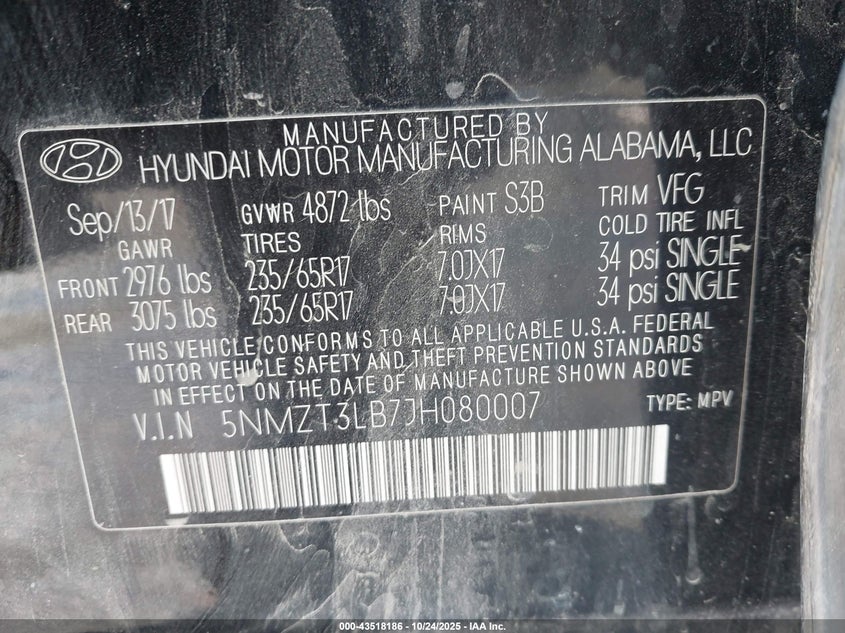 MANUFACTURED BY
HYUNDAI MOTOR MANUFACTURING ALABAMA, LLC
Sep/13/17 GVWR 4872 lbs PAINT S3B TRIM VFG
GAWR TIRES RIMS COLD TIRE INFL
FRONT 2976 lbs 235/65R17 7.0JX17 34 psi SINGLE
REAR 3075 lbs 235/65R17 7.0JX17 34 psi SINGLE
THIS VEHICLE CONFORMS TO ALL APPLICABLE U.S.A. FEDERAL
MOTOR VEHICLE SAFETY AND THEFT PREVENTION STANDARDS
IN EFFECT ON THE DATE OF MANUFACTURE SHOWN ABOVE
V.I.N 5NMZT3LB7JH080007 TYPE: MPV
000-43518186 - 10/24/2025 - IAA Inc.